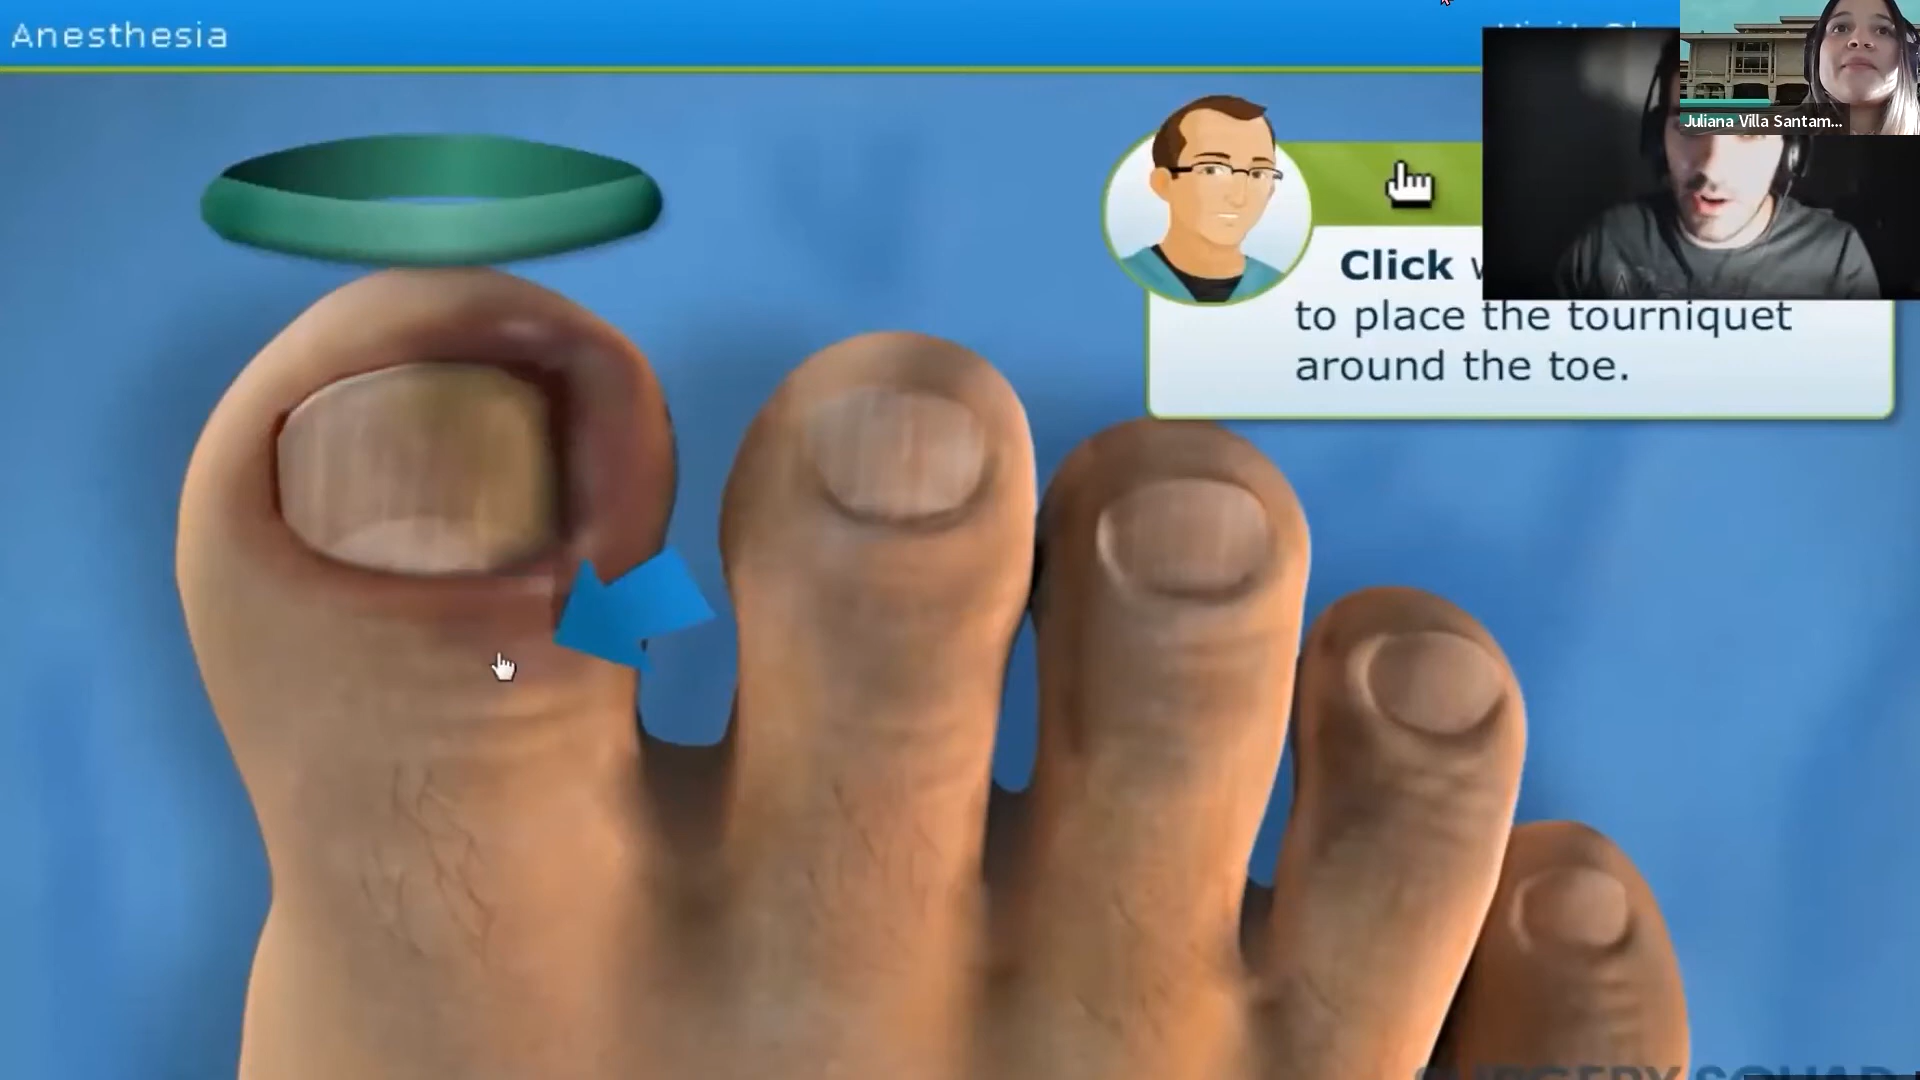 Anesthesia
Juliana Villa Santam...
Click
to place the tourniquet
around the toe.